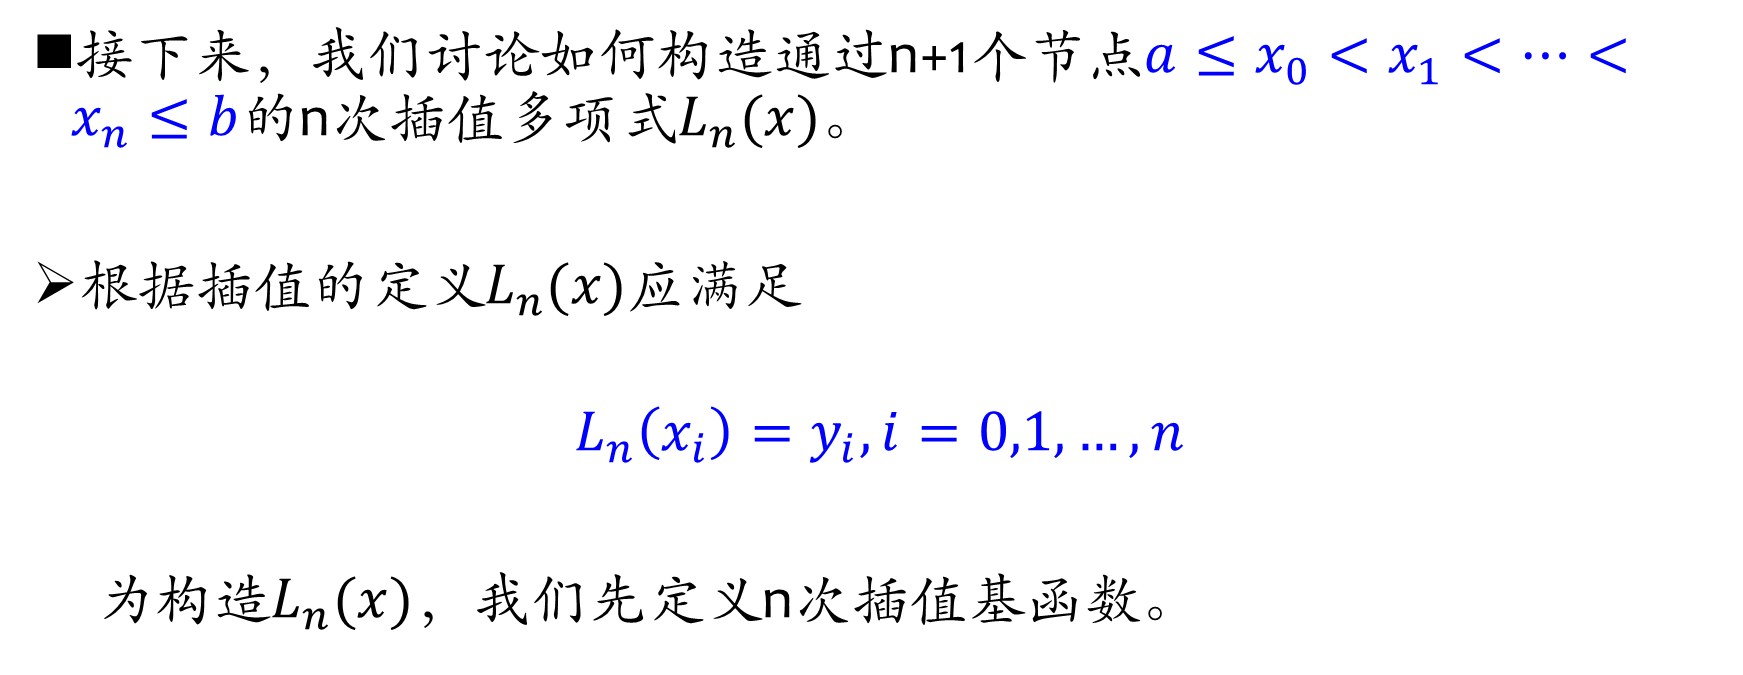 ■接下来，我们讨论如何构造通过n+1个节点a ≤ x₀ < x₁ < ⋯ <
xₙ ≤ b的n次插值多项式Lₙ(x)。
➢根据插值的定义Lₙ(x)应满足
Lₙ(xᵢ) = yᵢ, i = 0,1, … , n
为构造Lₙ(x)，我们先定义n次插值基函数。